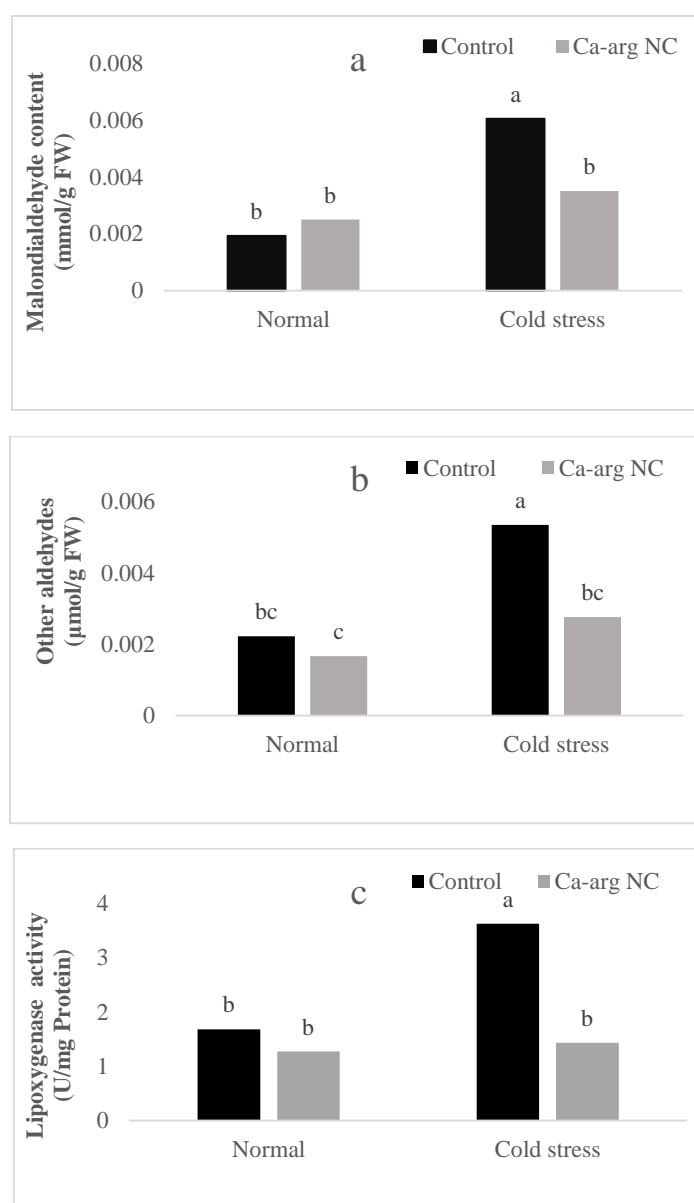 a
Control Ca-arg NC
0.008
0.006
0.004
0.002
0
Malondialdehyde content
(mmol/g FW)
b b a b
Normal Cold stress
b
Control Ca-arg NC
0.006
0.004
0.002
0
Other aldehydes
(µmol/g FW)
bc c a bc
Normal Cold stress
c
Control Ca-arg NC
4
3
2
1
0
Lipoxygenase activity
(U/mg Protein)
b b a b
Normal Cold stress